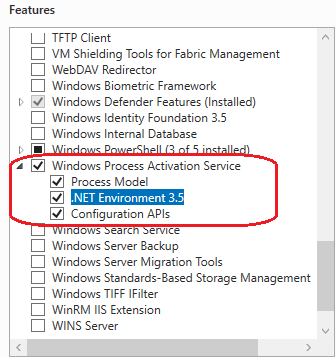 Features
TFTP Client
VM Shielding Tools for Fabric Management
WebDAV Redirector
Windows Biometric Framework
Windows Defender Features (Installed)
Windows Identity Foundation 3.5
Windows Internal Database
Windows PowerShell (3 of 5 installed)
Windows Process Activation Service
Process Model
.NET Environment 3.5
Configuration APIs
Windows Search Service
Windows Server Backup
Windows Server Migration Tools
Windows Standards-Based Storage Management
Windows TIFF IFilter
WinRM IIS Extension
WINS Server